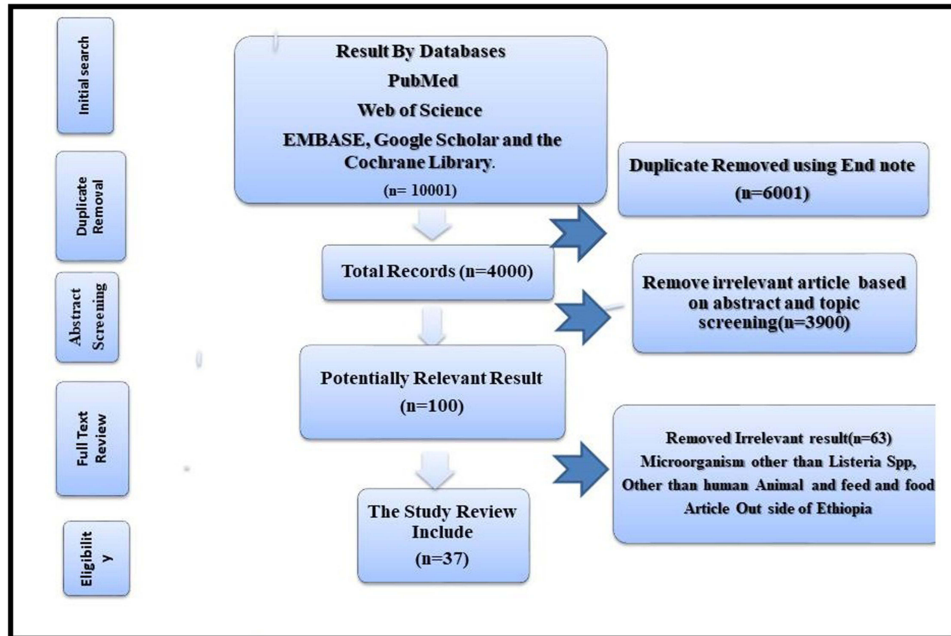 Initial search
Result By Databases
PubMed
Web of Science
EMBASE, Google Scholar and the
Cochrane Library.
(n= 10001)
Duplicate
Removal
Duplicate Removed using End note
(n=6001)
Total Records (n=4000)
Abstract
Screening
Remove irrelevant article based
on abstract and topic
screening(n=3900)
Potentially Relevant Result
(n=100)
Full Text
Review
Removed Irrelevant result(n=63)
Microorganism other than Listeria Spp,
Other than human Animal and feed and food
Article Out side of Ethiopia
The Study Review
Include
(n=37)
Eligibilit
y